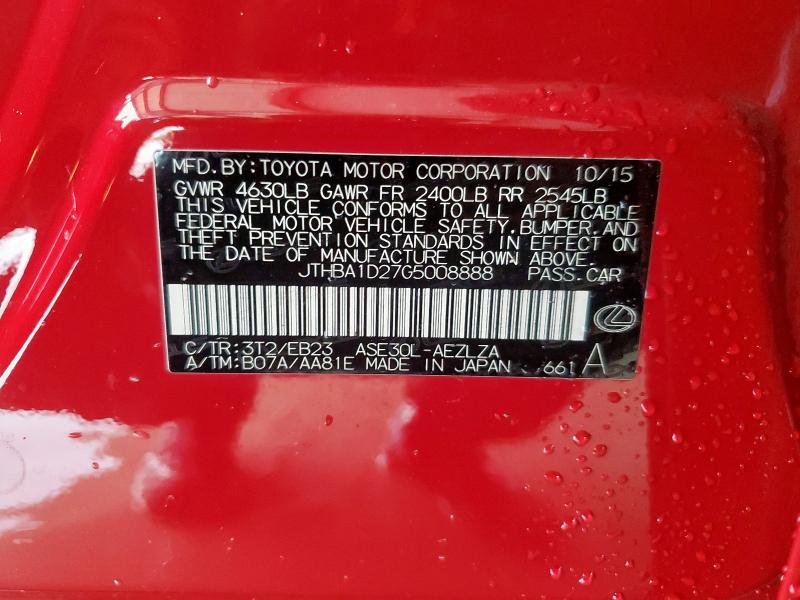 MFD.BY:TOYOTA MOTOR CORPORATION 10/15
GVWR 4630LB GAWR FR 2400LB RR 2545LB
THIS VEHICLE CONFORMS TO ALL APPLICABLE
FEDERAL MOTOR VEHICLE SAFETY,BUMPER,AND
THEFT PREVENTION STANDARDS IN EFFECT ON
THE DATE OF MANUFACTURE SHOWN ABOVE.
JTHBA1D27G5008888 PASS.CAR
C/TR:3T2/EB23 ASE30L-AEZLZA
A/TM:B07A/AA81E MADE IN JAPAN 661 A